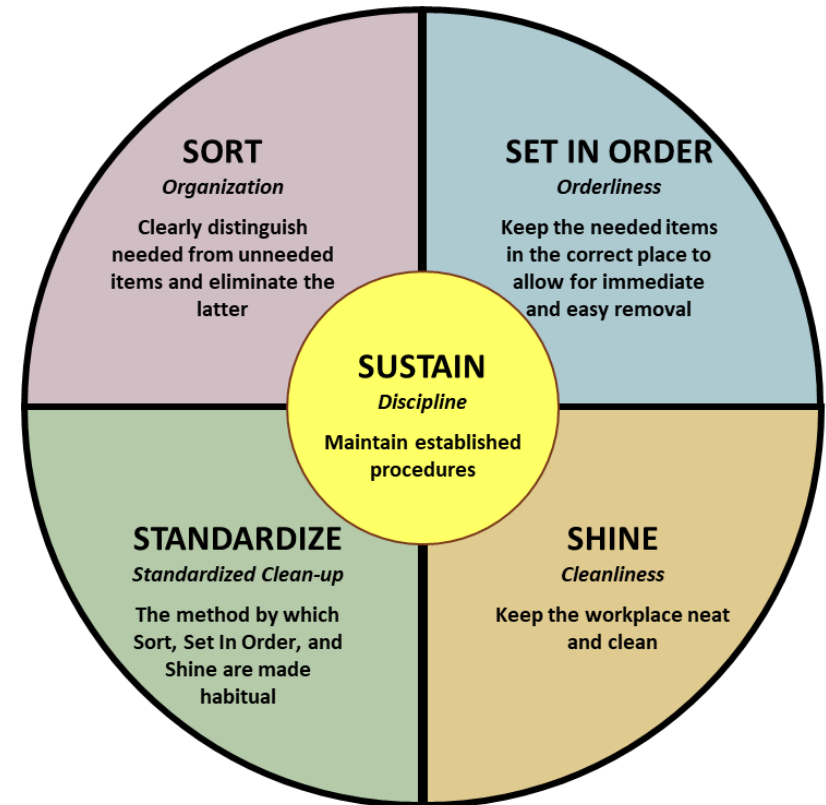 SORT
Organization
Clearly distinguish
needed from unneeded
items and eliminate the
latter
SET IN ORDER
Orderliness
Keep the needed items
in the correct place to
allow for immediate
and easy removal
SUSTAIN
Discipline
Maintain established
procedures
STANDARDIZE
Standardized Clean-up
The method by which
Sort, Set In Order, and
Shine are made
habitual
SHINE
Cleanliness
Keep the workplace neat
and clean